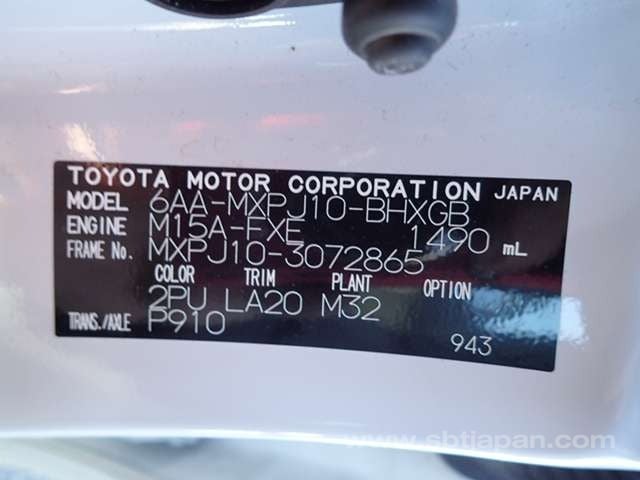 TOYOTA MOTOR CORPORATION JAPAN
MODEL 6AA-MXPJ10-BHXGB
ENGINE M15A-FXE 1490 mL
FRAME No. MXPJ10-3072865
COLOR TRIM PLANT OPTION
2PU LA20 M32
TRANS./AXLE P910
943
www.sbtjapan.com